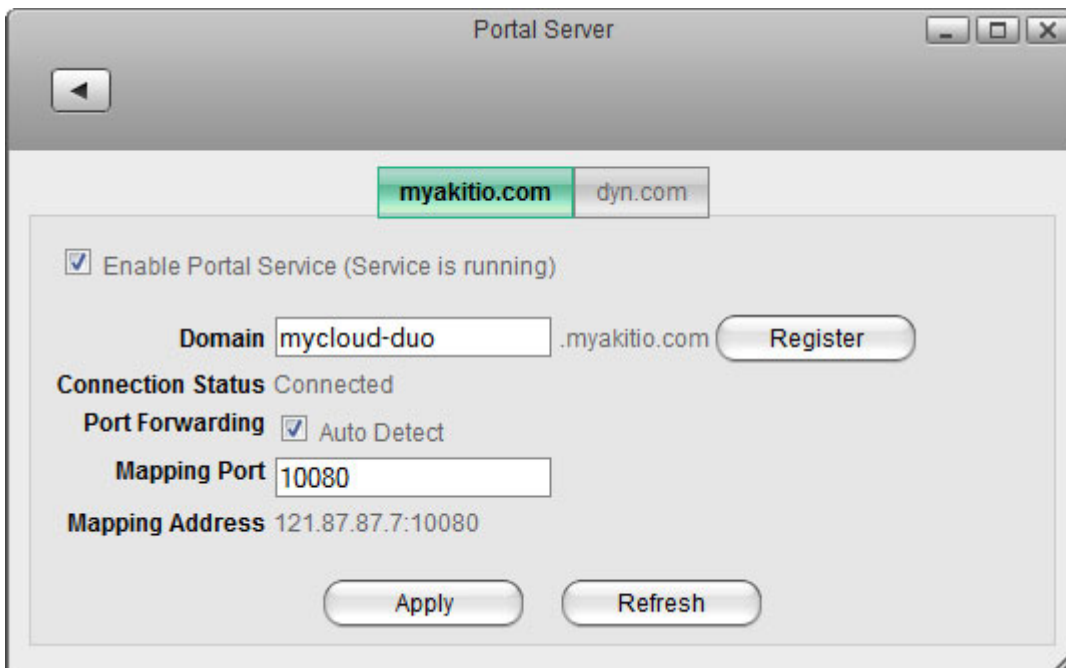 Portal Server
myakitio.com dyn.com
Enable Portal Service (Service is running)
Domain mycloud-duo .myakitio.com Register
Connection Status Connected
Port Forwarding Auto Detect
Mapping Port 10080
Mapping Address 121.87.87.7:10080
Apply Refresh